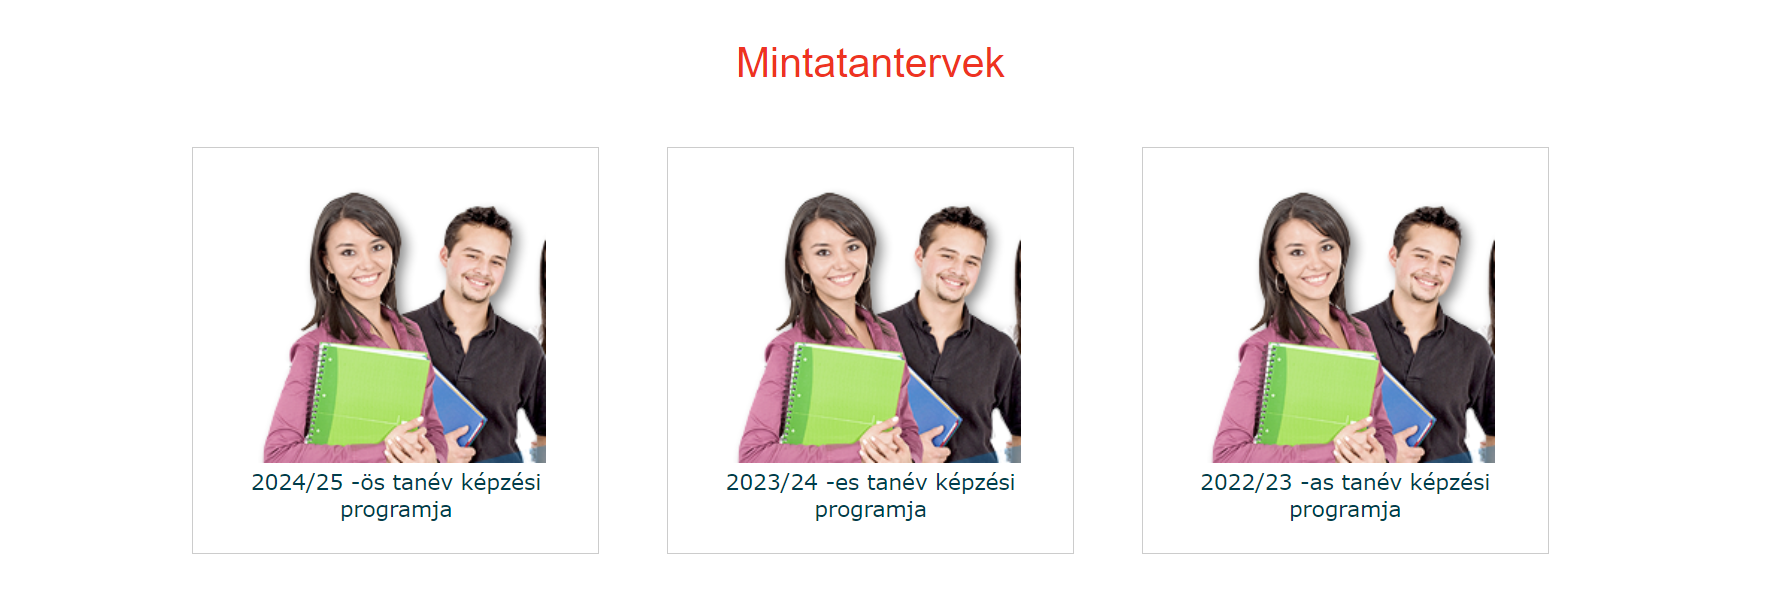 Mintatantervek
2024/25 -ös tanév képzési
programja
2023/24 -es tanév képzési
programja
2022/23 -as tanév képzési
programja